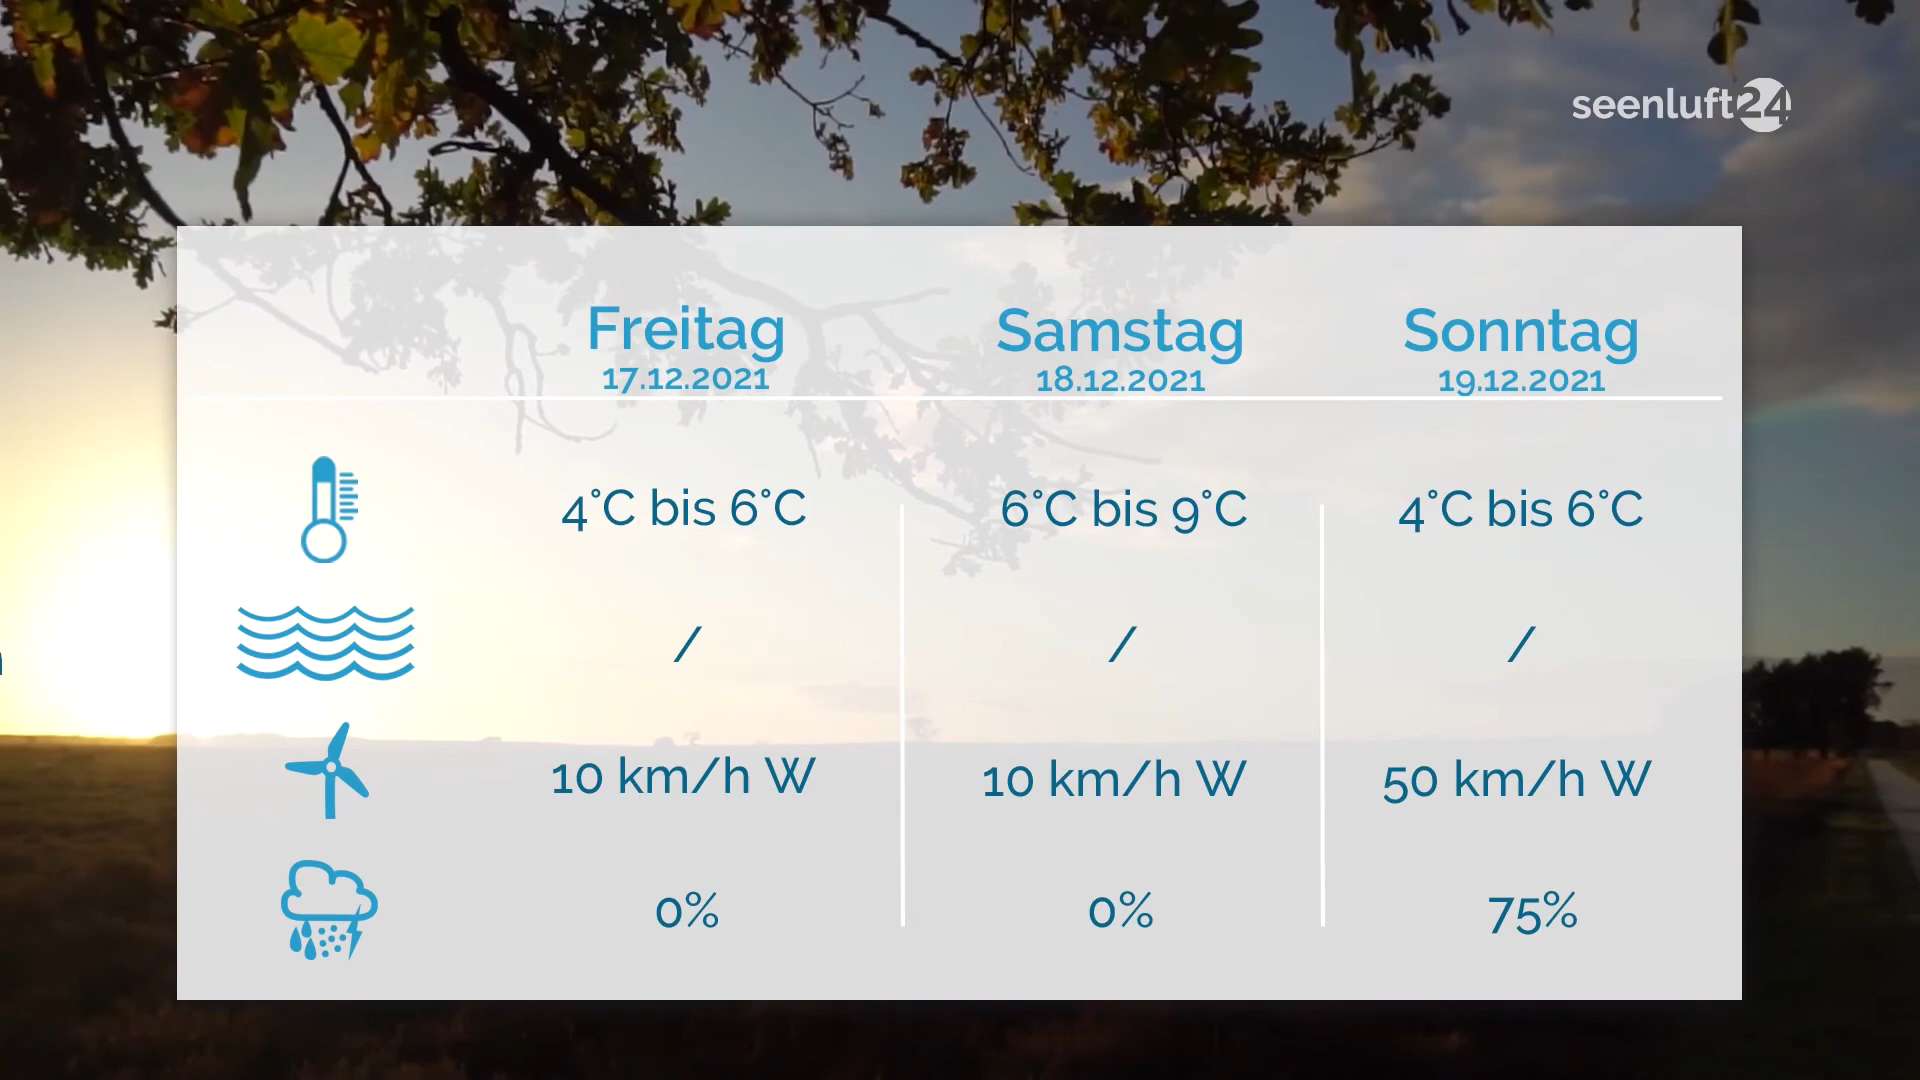 seenluft24
Freitag Samstag Sonntag
17.12.2021 18.12.2021 19.12.2021
4°C bis 6°C 6°C bis 9°C 4°C bis 6°C
/ / /
10 km/h W 10 km/h W 50 km/h W
0% 0% 75%